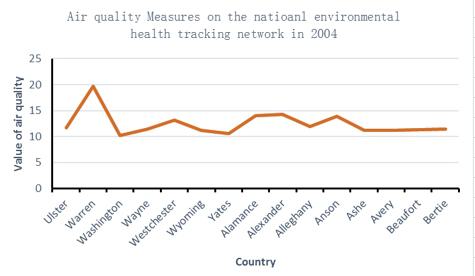 Air quality Measures on the natioanl environmental
health tracking network in 2004
25
20
15
10
5
0
Value of air quality
Ulster
Warren
Washington
Wayne
Westchester
Wyoming
Yates
Alamance
Alexander
Alleghany
Anson
Ashe
Avery
Beaufort
Bertie
Country